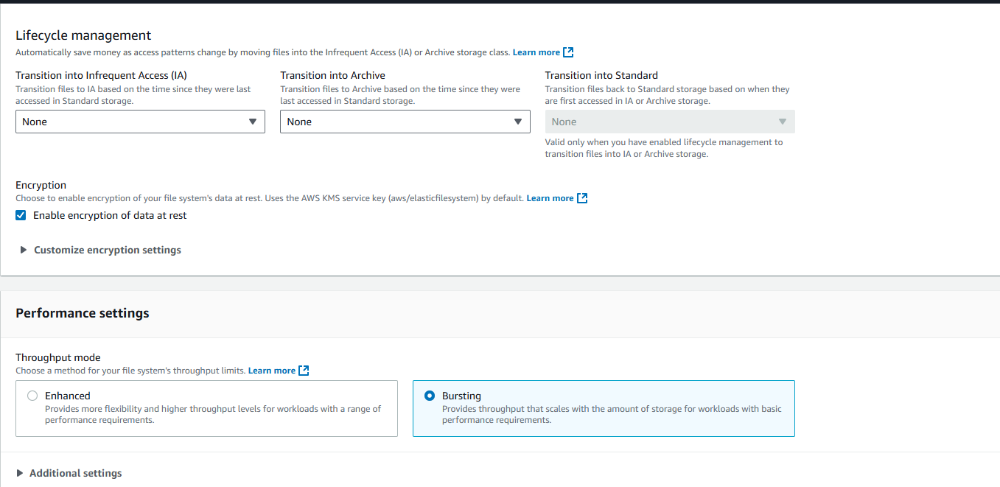 Lifecycle management
Automatically save money as access patterns change by moving files into the Infrequent Access (IA) or Archive storage class. Learn more
Transition into Infrequent Access (IA)
Transition files to IA based on the time since they were last
accessed in Standard storage.
None
Transition into Archive
Transition files to Archive based on the time since they were
last accessed in Standard storage.
None
Transition into Standard
Transition files back to Standard storage based on when they
are first accessed in IA or Archive storage.
None
Valid only when you have enabled lifecycle management to
transition files into IA or Archive storage.
Encryption
Choose to enable encryption of your file system's data at rest. Uses the AWS KMS service key (aws/elasticfilesystem) by default. Learn more
Enable encryption of data at rest
Customize encryption settings
Performance settings
Throughput mode
Choose a method for your file system's throughput limits. Learn more
Enhanced
Provides more flexibility and higher throughput levels for workloads with a range of
performance requirements.
Bursting
Provides throughput that scales with the amount of storage for workloads with basic
performance requirements.
Additional settings